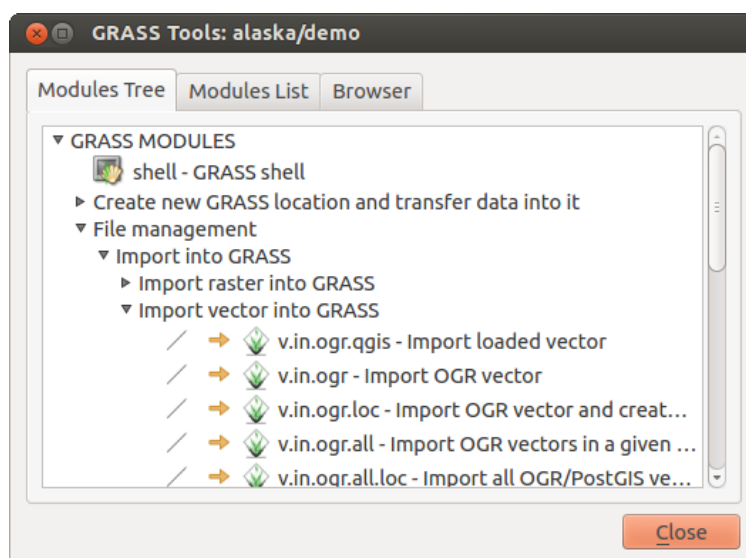 GRASS Tools: alaska/demo
Modules Tree
Modules List
Browser
GRASS MODULES
shell - GRASS shell
Create new GRASS location and transfer data into it
File management
Import into GRASS
Import raster into GRASS
Import vector into GRASS
v.in.ogr.qgis - Import loaded vector
v.in.ogr - Import OGR vector
v.in.ogr.loc - Import OGR vector and creat...
v.in.ogr.all - Import OGR vectors in a given ...
v.in.ogr.all.loc - Import all OGR/PostGIS ve...
Close